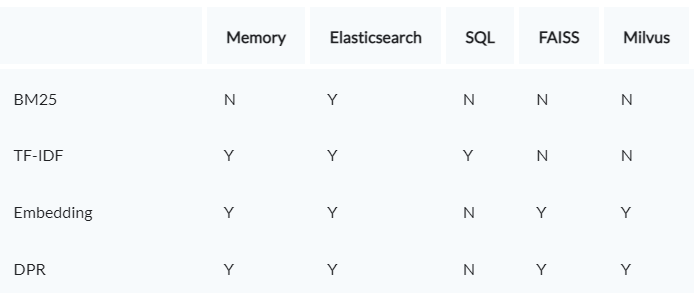 Memory Elasticsearch SQL FAISS Milvus
BM25 N Y N N N
TF-IDF Y Y Y N N
Embedding Y Y N Y Y
DPR Y Y N Y Y